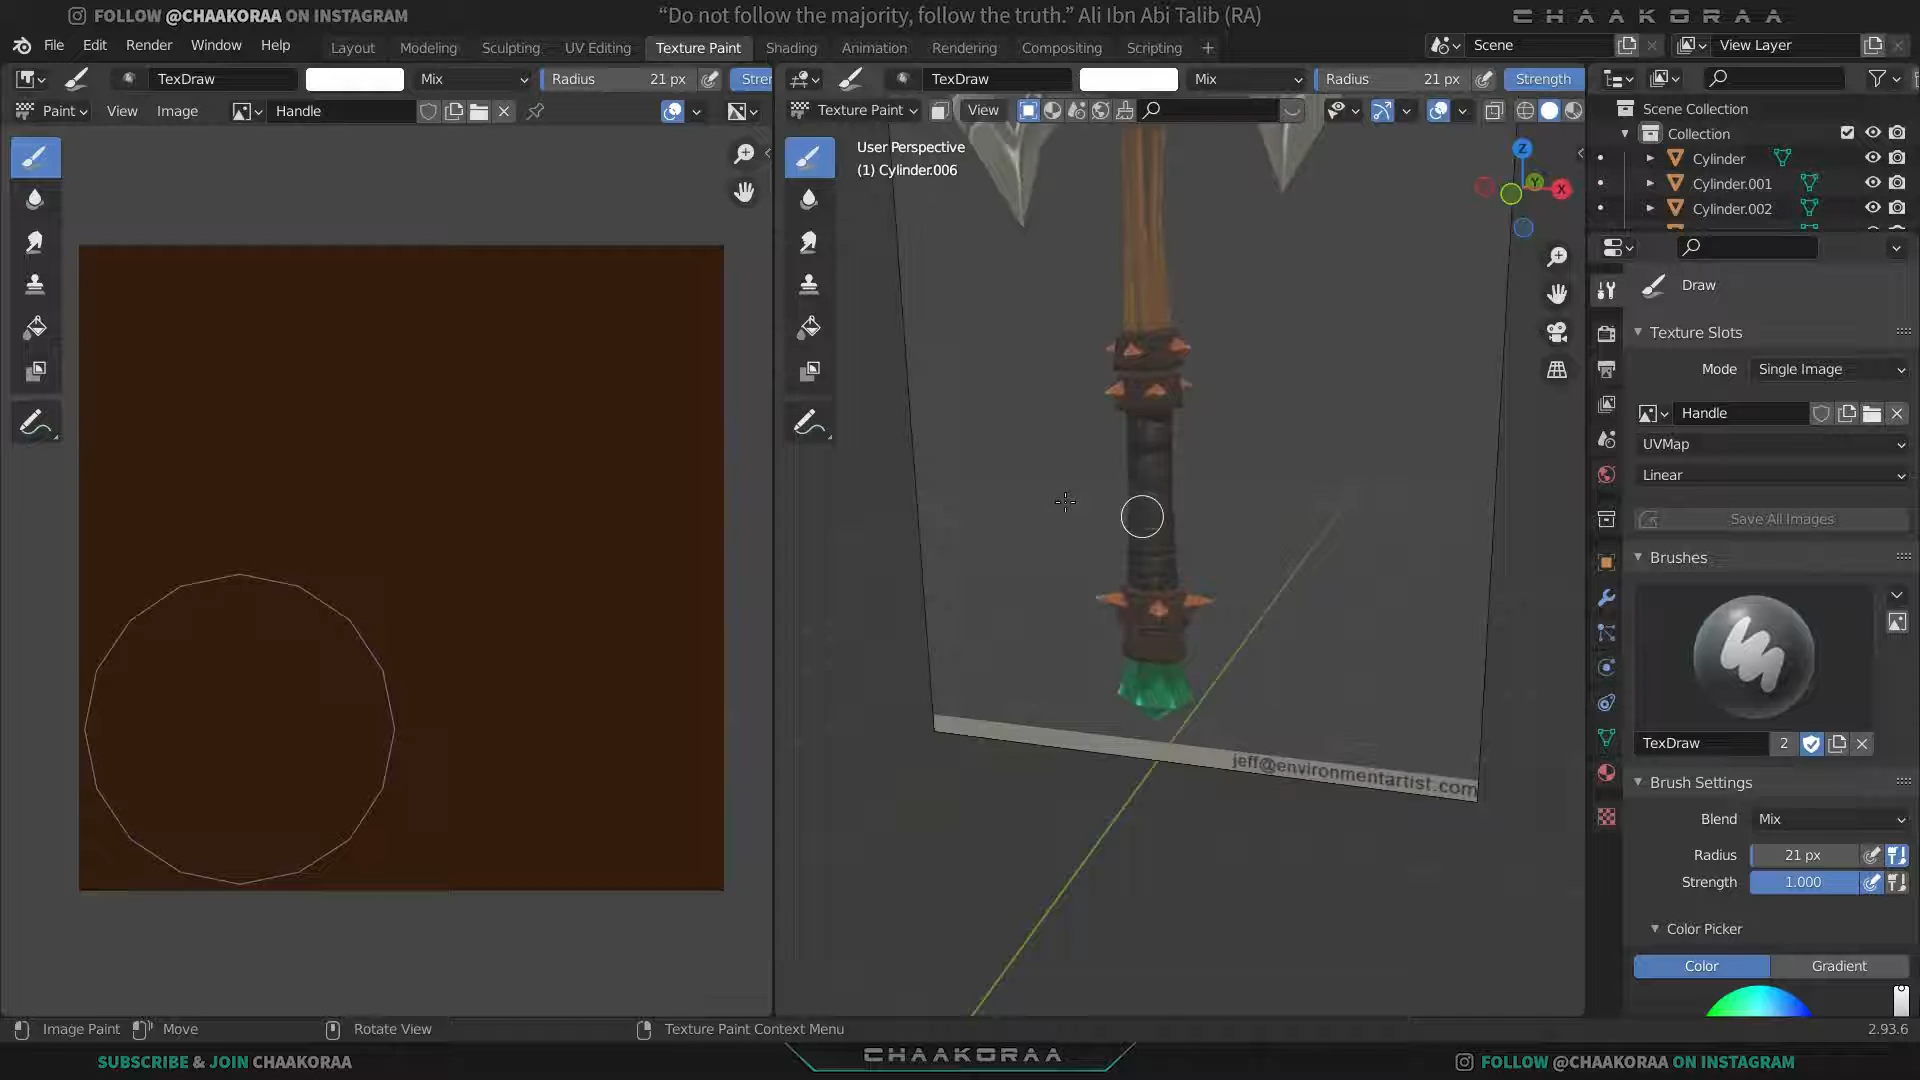 FOLLOW @CHAAKORAA ON INSTAGRAM
“Do not follow the majority, follow the truth.” Ali Ibn Abi Talib (RA)
CHAAKORAA
File Edit Render Window Help
Layout Modeling Sculpting UV Editing Texture Paint Shading Animation Rendering Compositing Scripting +
Scene
View Layer
TexDraw Mix Radius 21 px Stren
TexDraw Mix Radius 21 px Strength
Paint View Image Handle
Texture Paint View
User Perspective
(1) Cylinder.006
Z
Y
X
Scene Collection
Collection
Cylinder
Cylinder.001
Cylinder.002
Draw
Texture Slots
Mode Single Image
Handle
UVMap
Linear
Save All Images
Brushes
TexDraw 2
Brush Settings
Blend Mix
Radius 21 px
Strength 1.000
Color Picker
Color Gradient
jeff@environmentartist.com
Image Paint Move Rotate View Texture Paint Context Menu 2.93.6
SUBSCRIBE & JOIN CHAAKORAA
CHAAKORAA
FOLLOW @CHAAKORAA ON INSTAGRAM